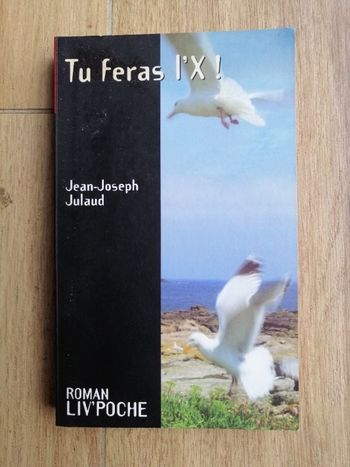 Tu feras l'X !
Jean-Joseph
Julaud
ROMAN
LIV'POCHE